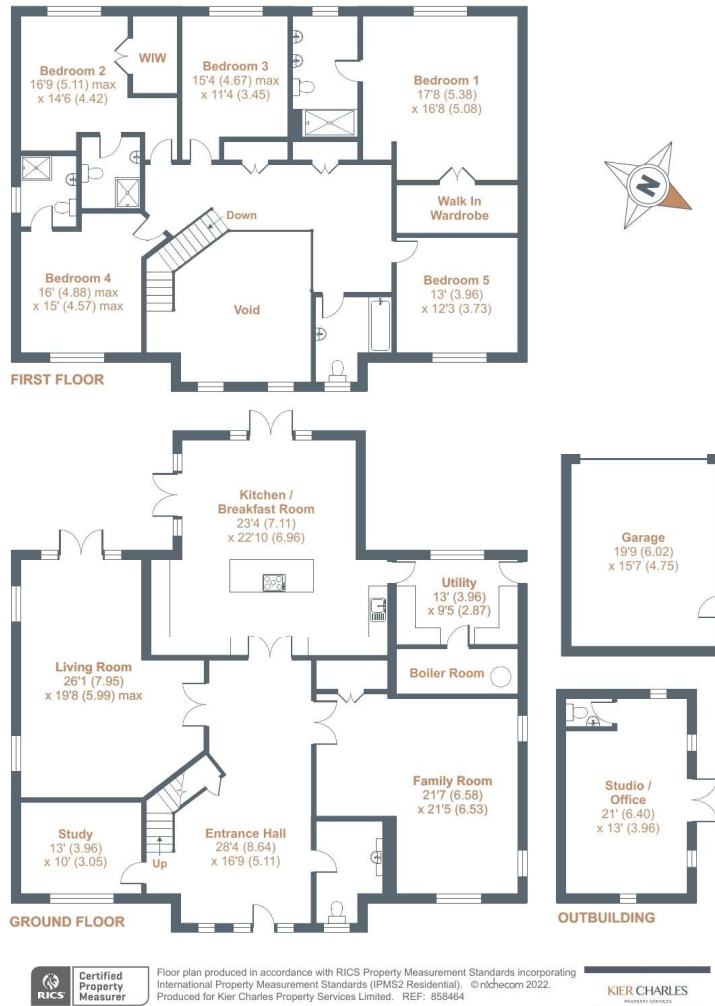 Bedroom 2
16'9 (5.11) max
x 14'6 (4.42)
WIW
Bedroom 3
15'4 (4.67) max
x 11'4 (3.45)
Bedroom 1
17'8 (5.38)
x 16'8 (5.08)
N
Walk In
Wardrobe
Down
Bedroom 4
16' (4.88) max
x 15' (4.57) max
Void
Bedroom 5
13' (3.96)
x 12'3 (3.73)
FIRST FLOOR
Kitchen /
Breakfast Room
23'4 (7.11)
x 22'10 (6.96)
Garage
19'9 (6.02)
x 15'7 (4.75)
Utility
13' (3.96)
x 9'5 (2.87)
Living Room
26'1 (7.95)
x 19'8 (5.99) max
Boiler Room
Family Room
21'7 (6.58)
x 21'5 (6.53)
Studio /
Office
21' (6.40)
x 13' (3.96)
Study
13' (3.96)
x 10' (3.05)
Up
Entrance Hall
28'4 (8.64)
x 16'9 (5.11)
GROUND FLOOR
OUTBUILDING
RICS
Certified
Property
Measurer
Floor plan produced in accordance with RICS Property Measurement Standards incorporating
International Property Measurement Standards (IPMS2 Residential). © ntchecom 2022.
Produced for Kier Charles Property Services Limited. REF: 858464
KIER CHARLES
PROPERTY SERVICES